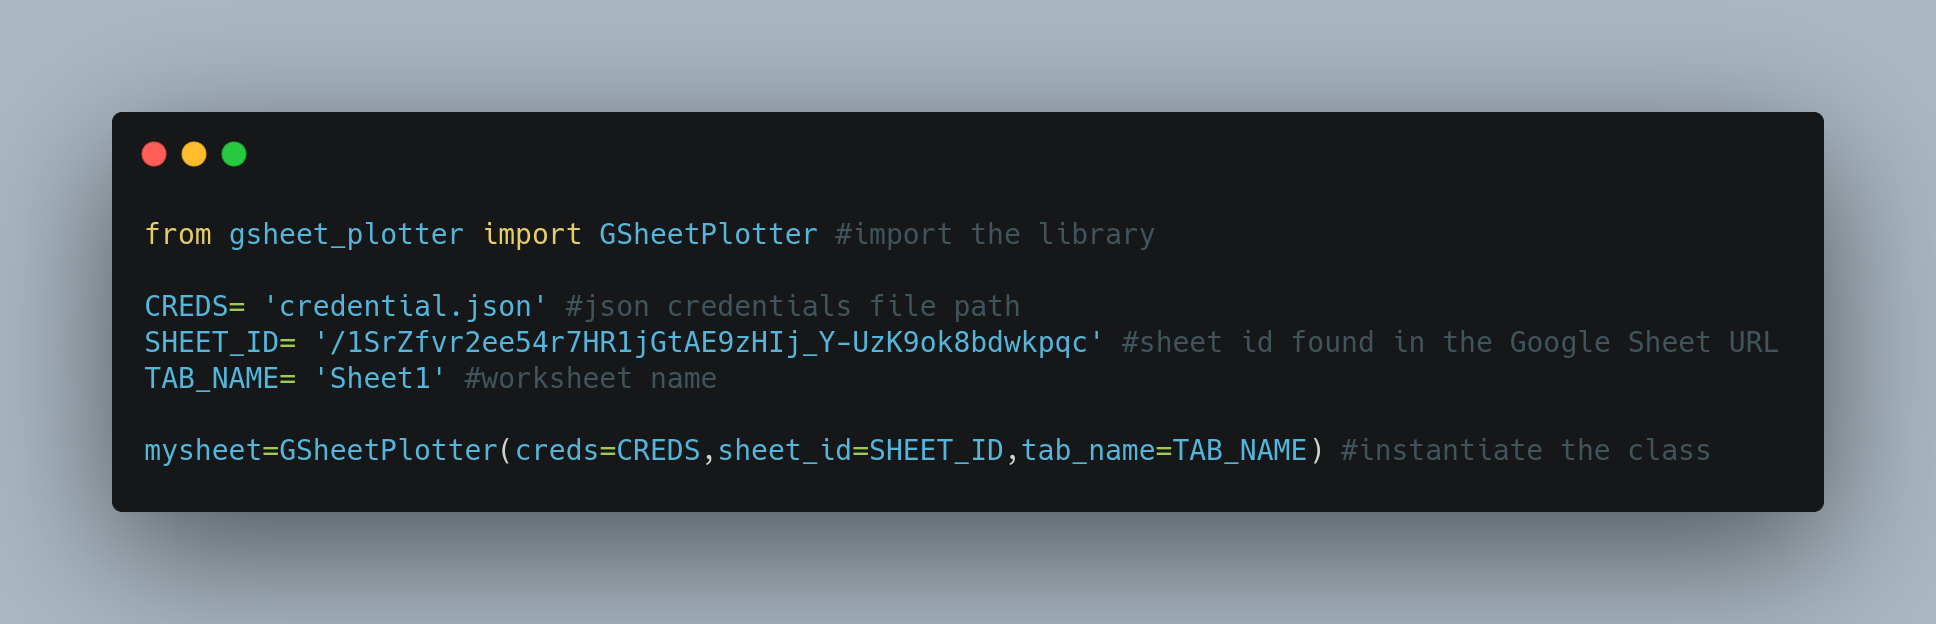 from gsheet_plotter import GSheetPlotter #import the library
CREDS= 'credential.json' #json credentials file path
SHEET_ID= '/1SrZfvr2ee54r7HR1jGtAE9zHIj_Y-UzK9ok8bdwkpqc' #sheet id found in the Google Sheet URL
TAB_NAME= 'Sheet1' #worksheet name
mysheet=GSheetPlotter(creds=CREDS,sheet_id=SHEET_ID,tab_name=TAB_NAME) #instantiate the class